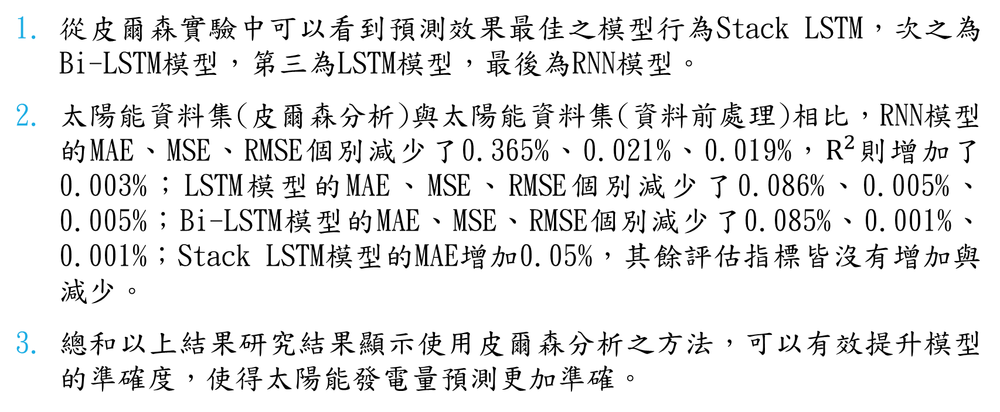 1. 從皮爾森實驗中可以看到預測效果最佳之模型行為Stack LSTM，次之為
Bi-LSTM模型，第三為LSTM模型，最後為RNN模型。
2. 太陽能資料集(皮爾森分析)與太陽能資料集(資料前處理)相比，RNN模型
的MAE、MSE、RMSE個別減少了0.365%、0.021%、0.019%，R²則增加了
0.003%；LSTM模型的MAE、MSE、RMSE個別減少了0.086%、0.005%、
0.005%；Bi-LSTM模型的MAE、MSE、RMSE個別減少了0.085%、0.001%、
0.001%；Stack LSTM模型的MAE增加0.05%，其餘評估指標皆沒有增加與
減少。
3. 總和以上結果研究結果顯示使用皮爾森分析之方法，可以有效提升模型
的準確度，使得太陽能發電量預測更加準確。